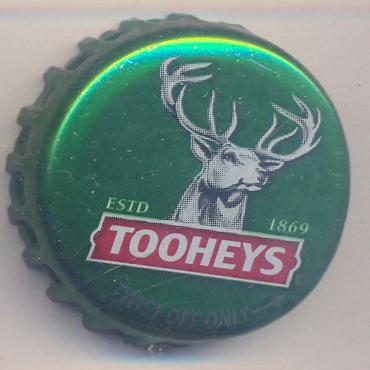 ESTD 1869
TOOHEYS
TWIST OFF ONLY